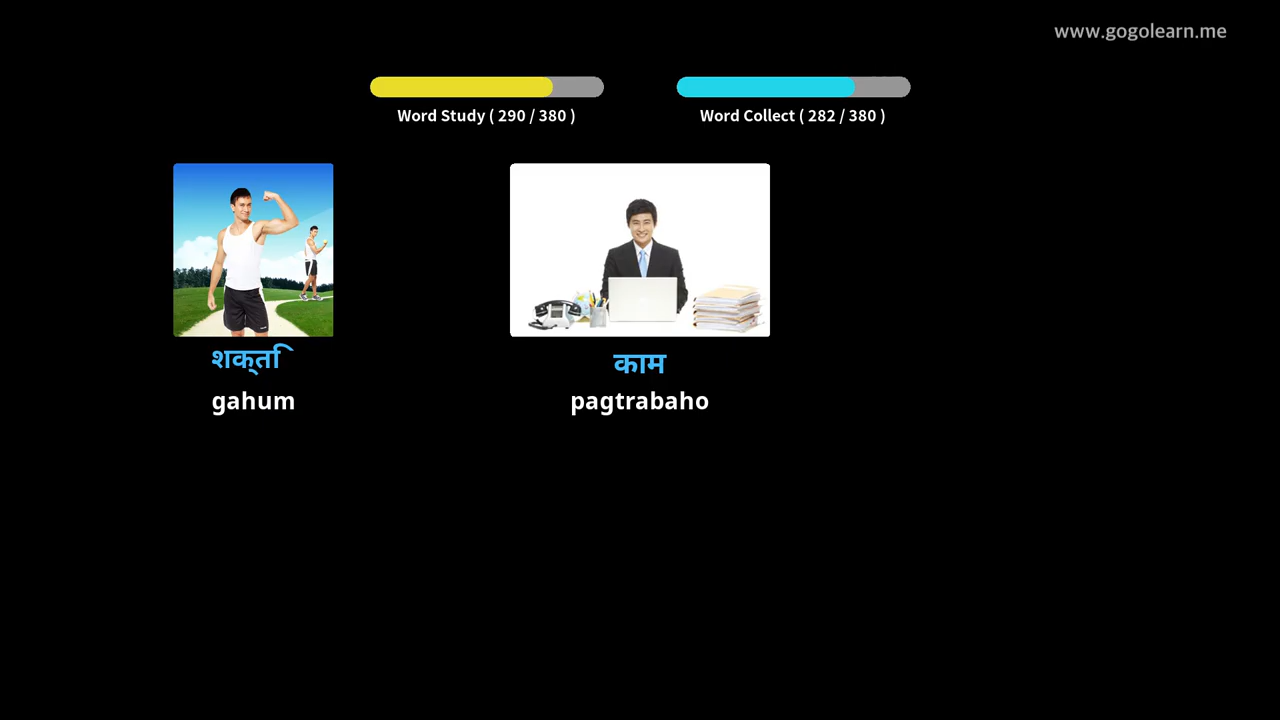 www.gogolearn.me
Word Study ( 290 / 380 )
Word Collect ( 282 / 380 )
शक्ति
काम
gahum
pagtrabaho